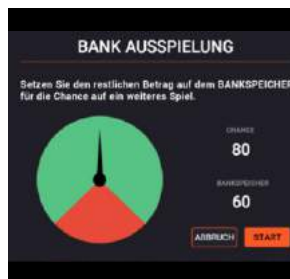 BANK AUSSPIELUNG
Setzen Sie den restlichen Betrag auf dem BANKSPEICHER
für die Chance auf ein weiteres Spiel.
CHANCE
80
BANKSPEICHER
60
ABBRUCH START